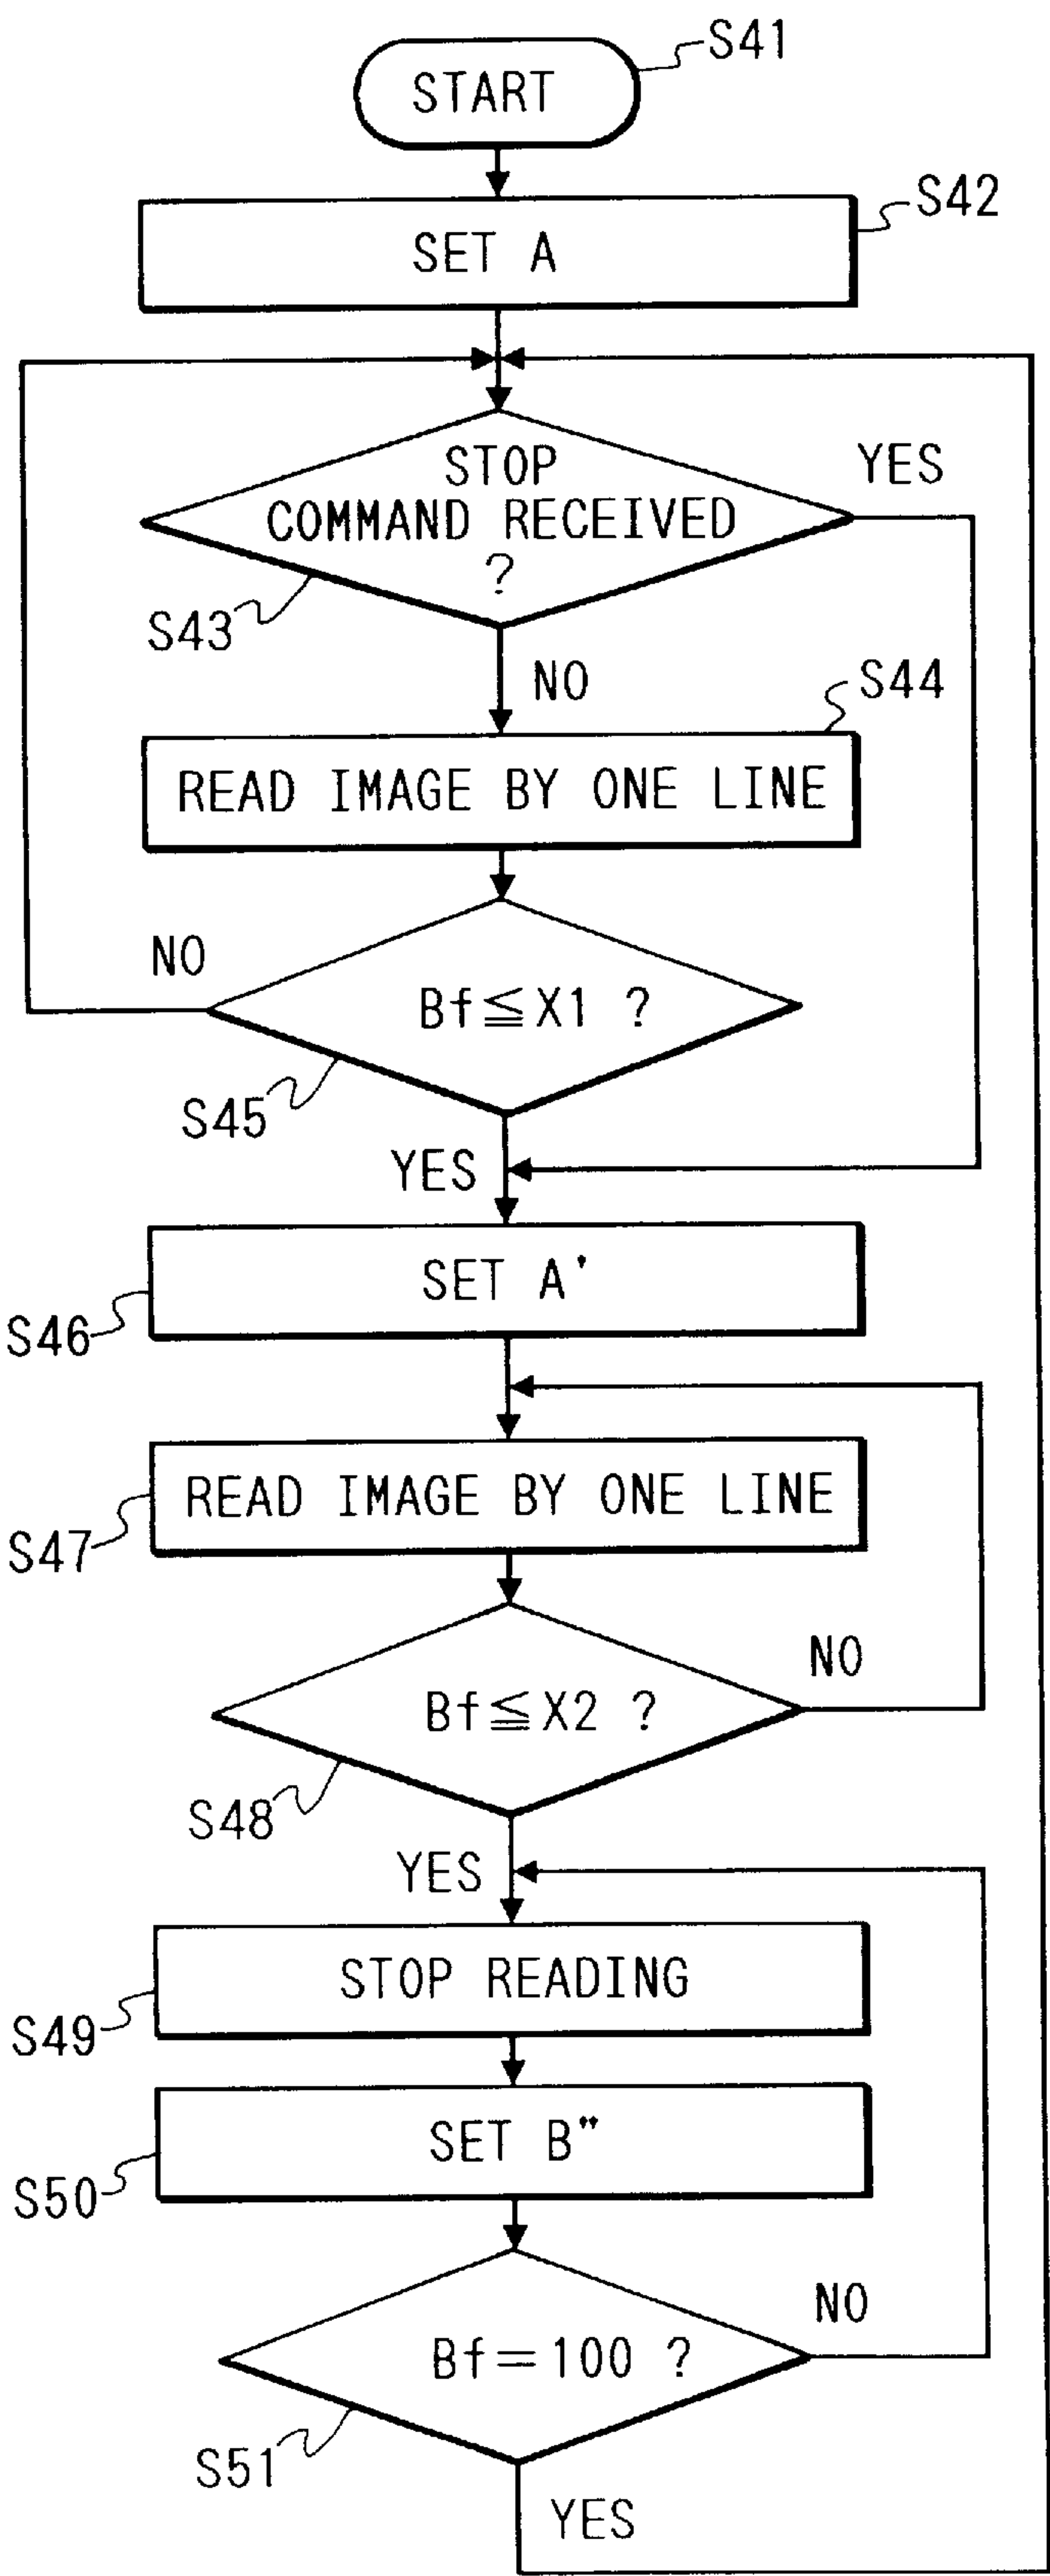 START
S41
SET A
S42
STOP
COMMAND RECEIVED
?
YES
S43
NO
S44
READ IMAGE BY ONE LINE
NO
Bf≦X1 ?
S45
YES
SET A'
S46
READ IMAGE BY ONE LINE
S47
NO
Bf≦X2 ?
S48
YES
STOP READING
S49
SET B"
S50
NO
Bf=100 ?
S51
YES